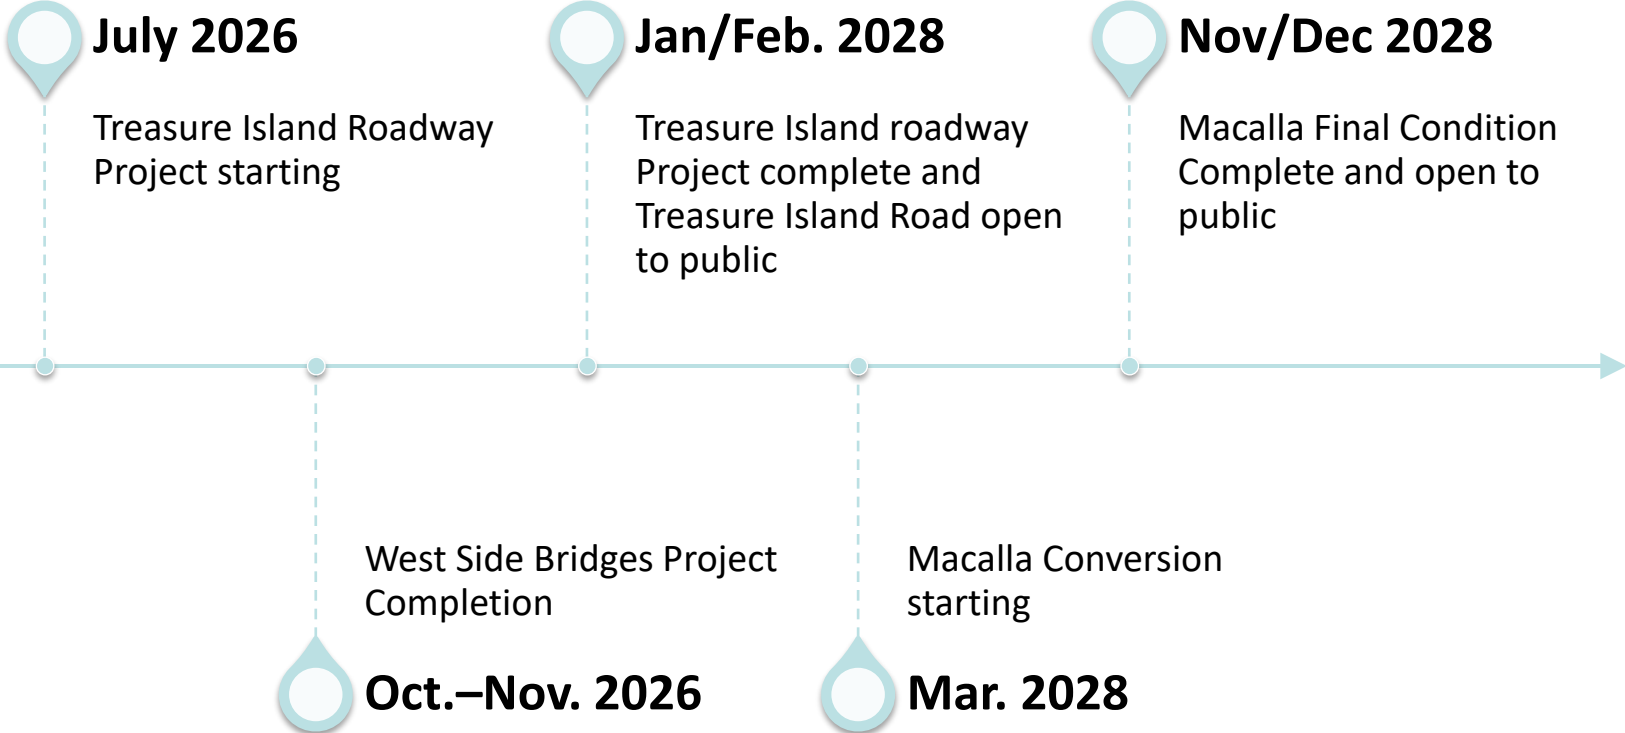 July 2026
Treasure Island Roadway
Project starting
Jan/Feb. 2028
Treasure Island roadway
Project complete and
Treasure Island Road open
to public
Nov/Dec 2028
Macalla Final Condition
Complete and open to
public
West Side Bridges Project
Completion
Oct.–Nov. 2026
Macalla Conversion
starting
Mar. 2028